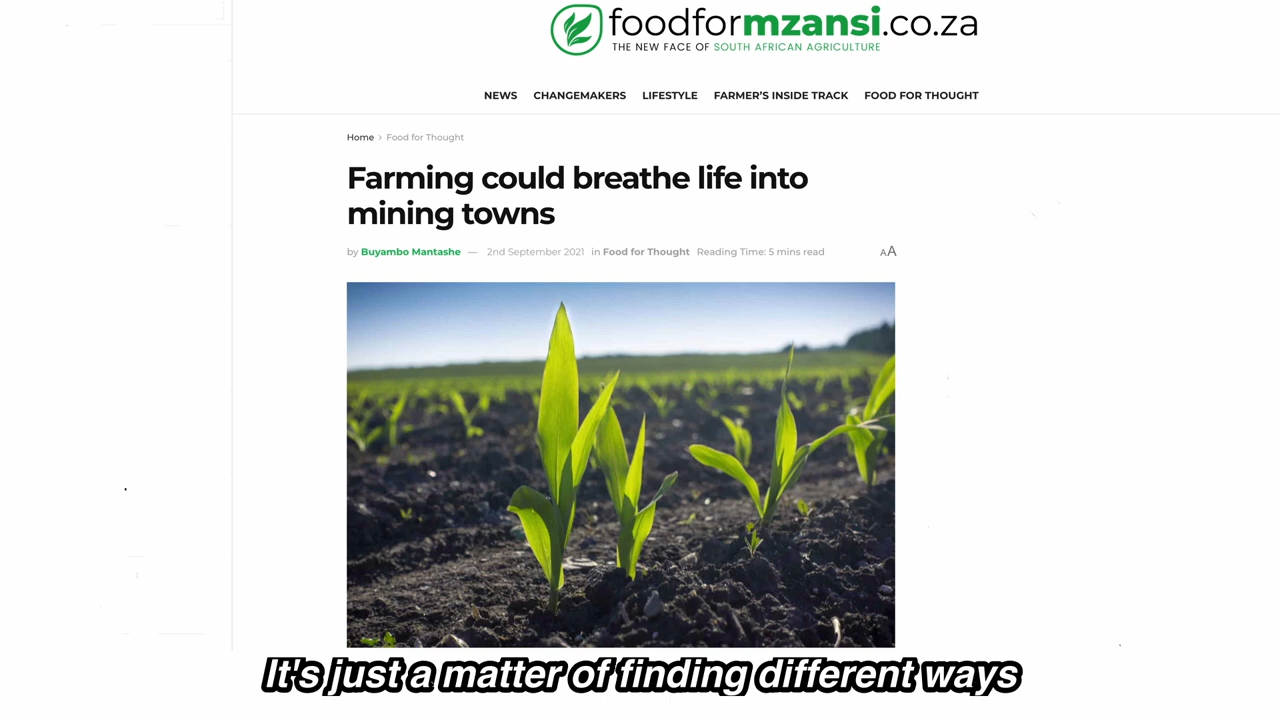 foodformzansi.co.za
THE NEW FACE OF SOUTH AFRICAN AGRICULTURE
NEWS CHANGEMAKERS LIFESTYLE FARMER'S INSIDE TRACK FOOD FOR THOUGHT
Home > Food for Thought
Farming could breathe life into
mining towns
by Buyambo Mantashe — 2nd September 2021 in Food for Thought Reading Time: 5 mins read AA
It's just a matter of finding different ways